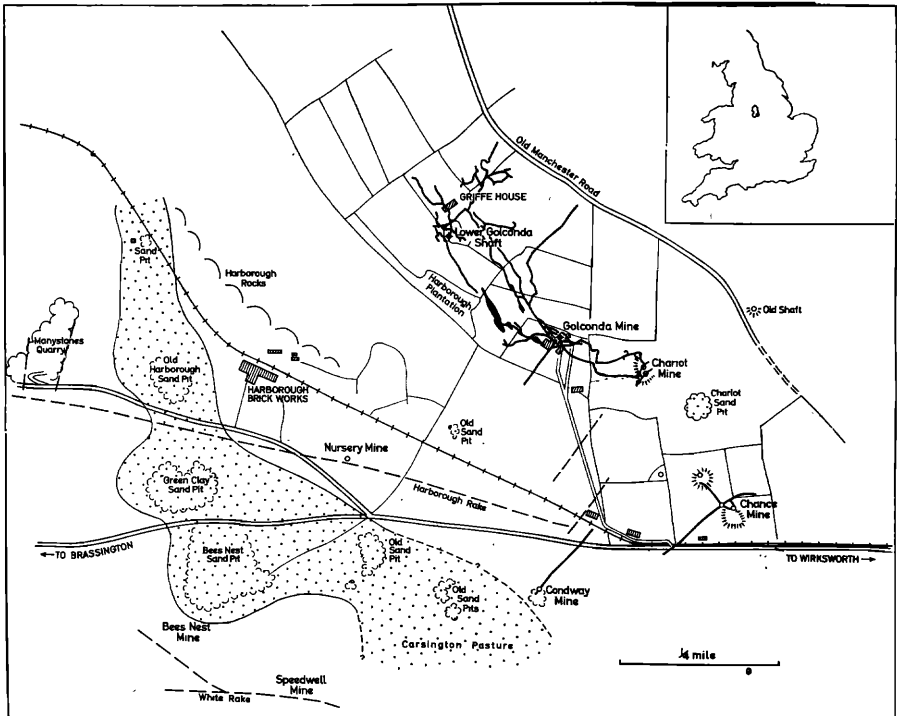 Old Manchester Road
GRIFFE HOUSE
Lower Golconda
Shaft
Sand
Pit
Harborough
Rocks
Harborough
Plantation
Old Shaft
Golconda Mine
Manystones
Quarry
Old
Harborough
Sand Pit
HARBOROUGH
BRICK WORKS
Chariot
Mine
Chariot
Sand
Pit
Old
Sand
Pit
Nursery Mine
Green Clay
Sand Pit
Harborough Rake
Chance
Mine
TO BRASSINGTON
Bees Nest
Sand Pit
Old
Sand
Pit
TO WIRKSWORTH
Old
Sand
Pits
Condway
Mine
Bees Nest
Mine
Carsington Pasture
¼ mile
Speedwell
Mine
White Rake